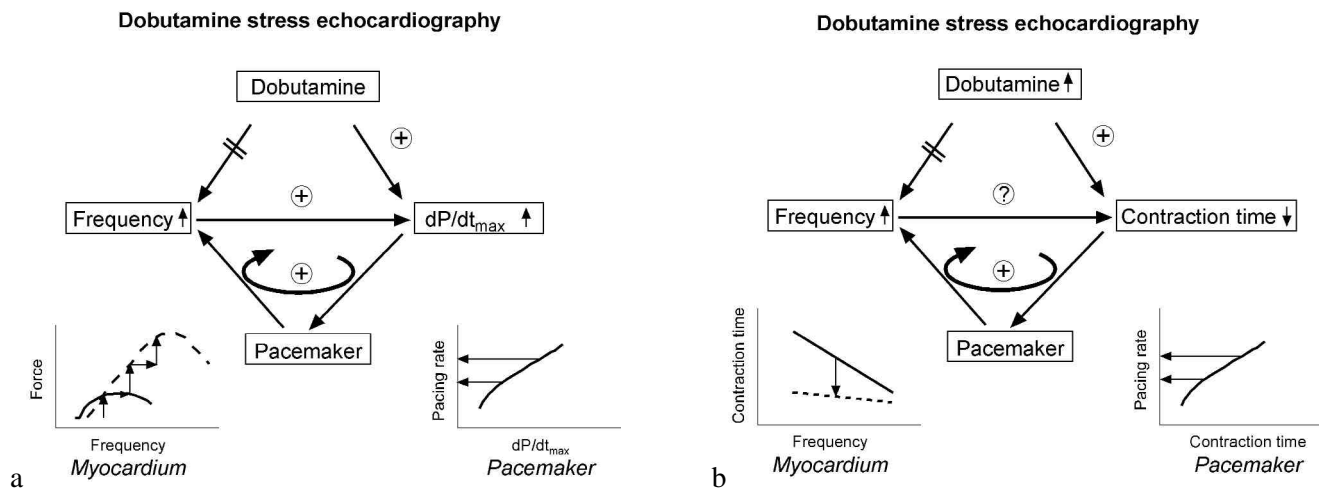 Dobutamine stress echocardiography
Dobutamine
+
+
Frequency ↑
dP/dtmax ↑
+
Pacemaker
Force
Frequency
Myocardium
Pacing rate
dP/dtmax
Pacemaker
a
Dobutamine stress echocardiography
Dobutamine ↑
+
?
Frequency ↑
Contraction time ↓
+
Pacemaker
Contraction time
Frequency
Myocardium
Pacing rate
Contraction time
Pacemaker
b